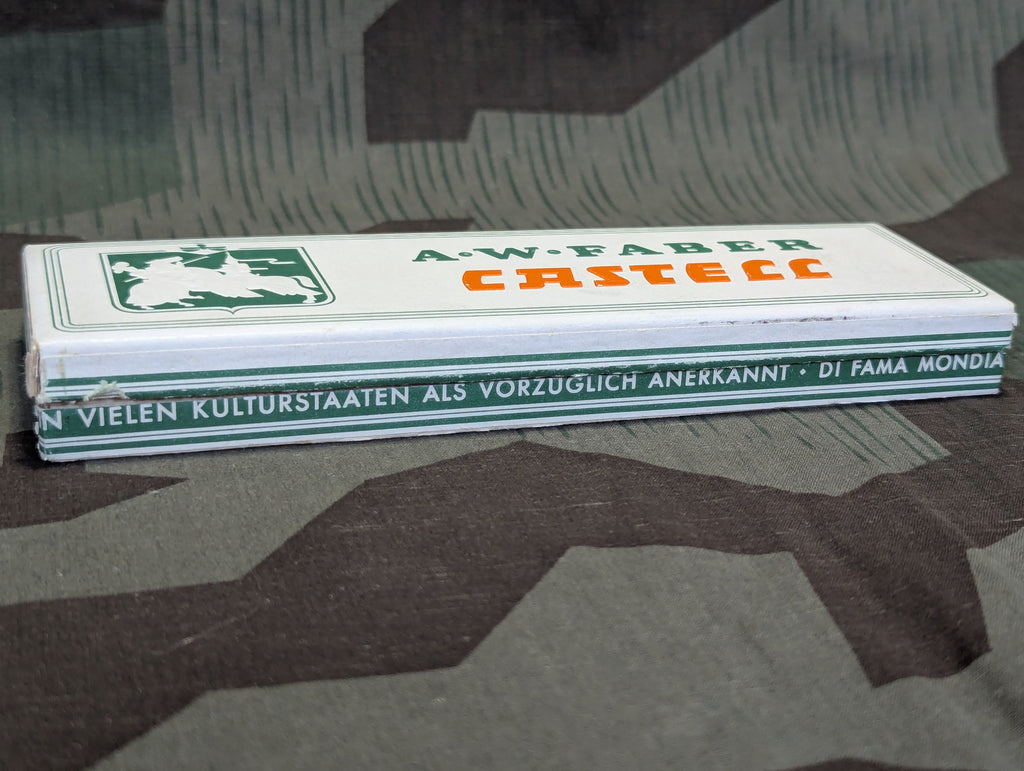 A·W·FABER
CASTELL
N VIELEN KULTURSTAATEN ALS VORZÜGLICH ANERKANNT · DI FAMA MONDIA